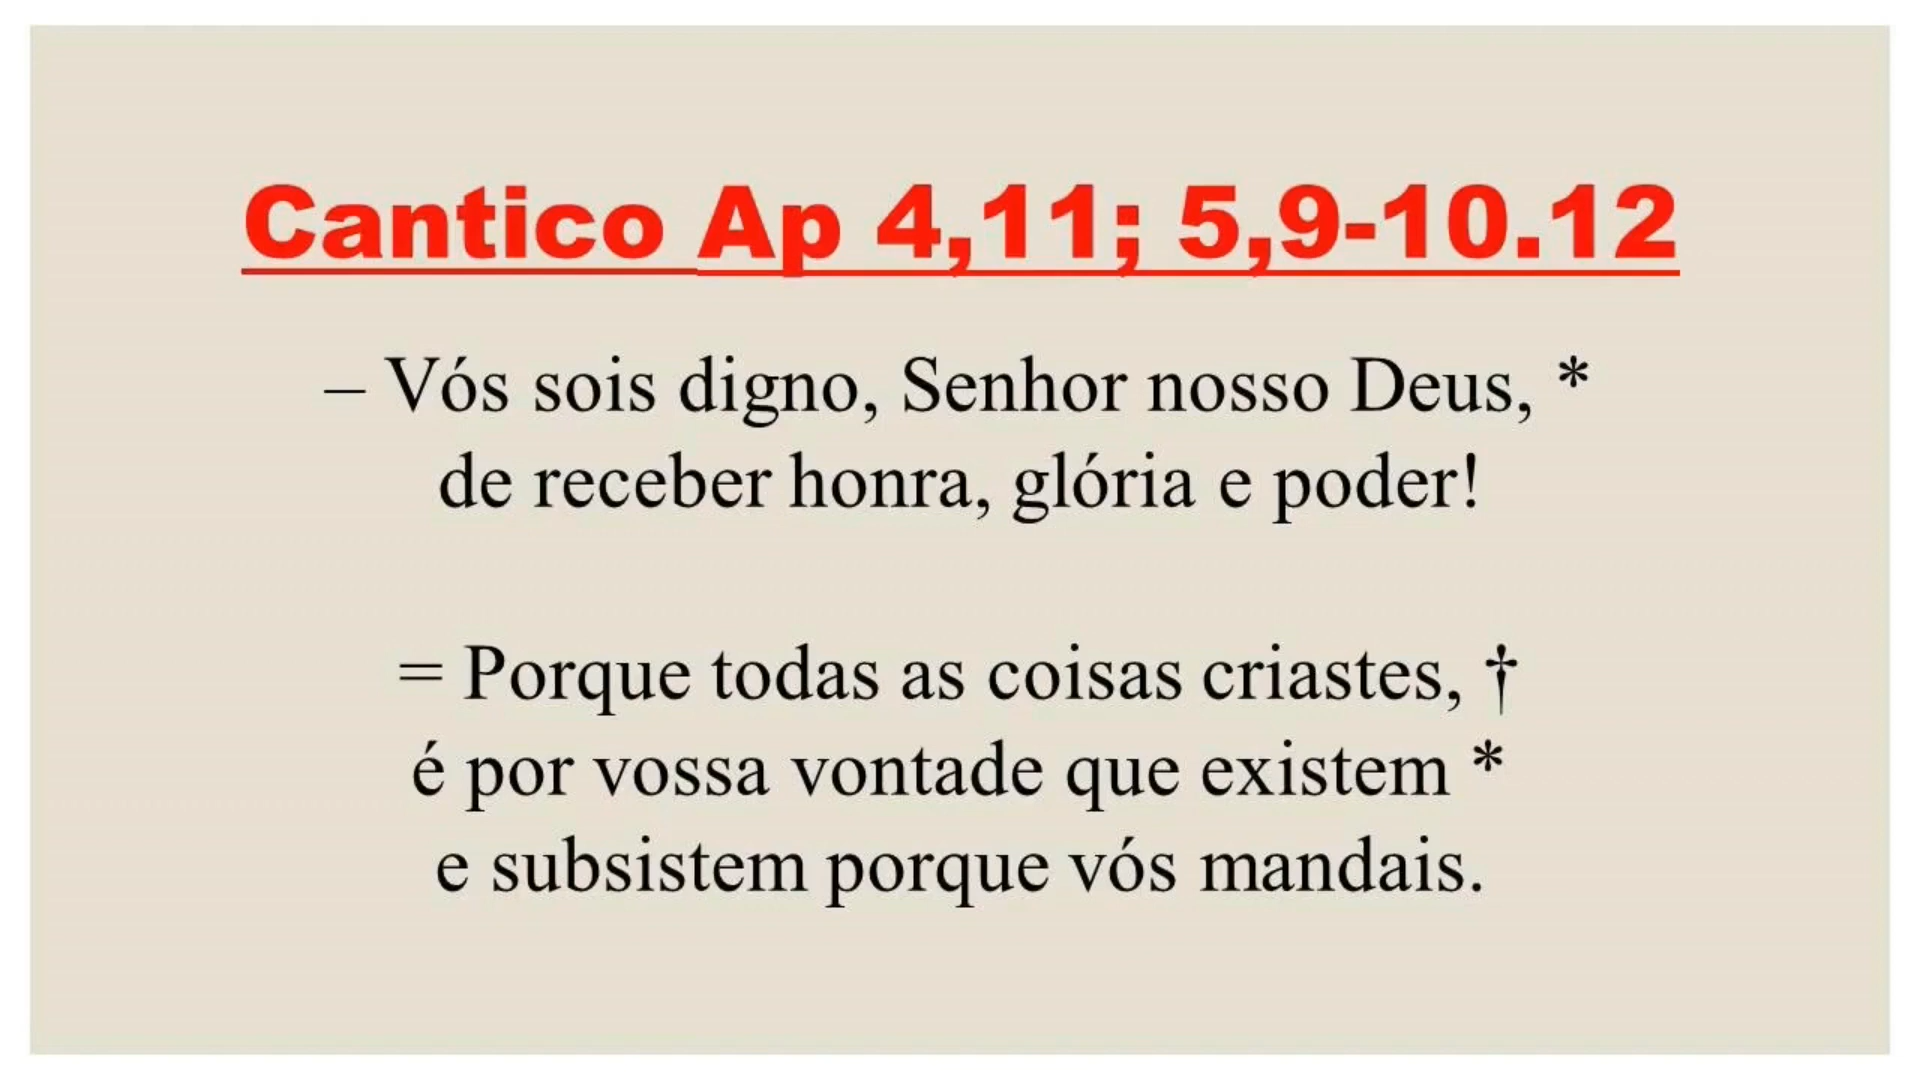 Cantico Ap 4,11; 5,9-10.12
– Vós sois digno, Senhor nosso Deus, *
de receber honra, glória e poder!
= Porque todas as coisas criastes, †
é por vossa vontade que existem *
e subsistem porque vós mandais.